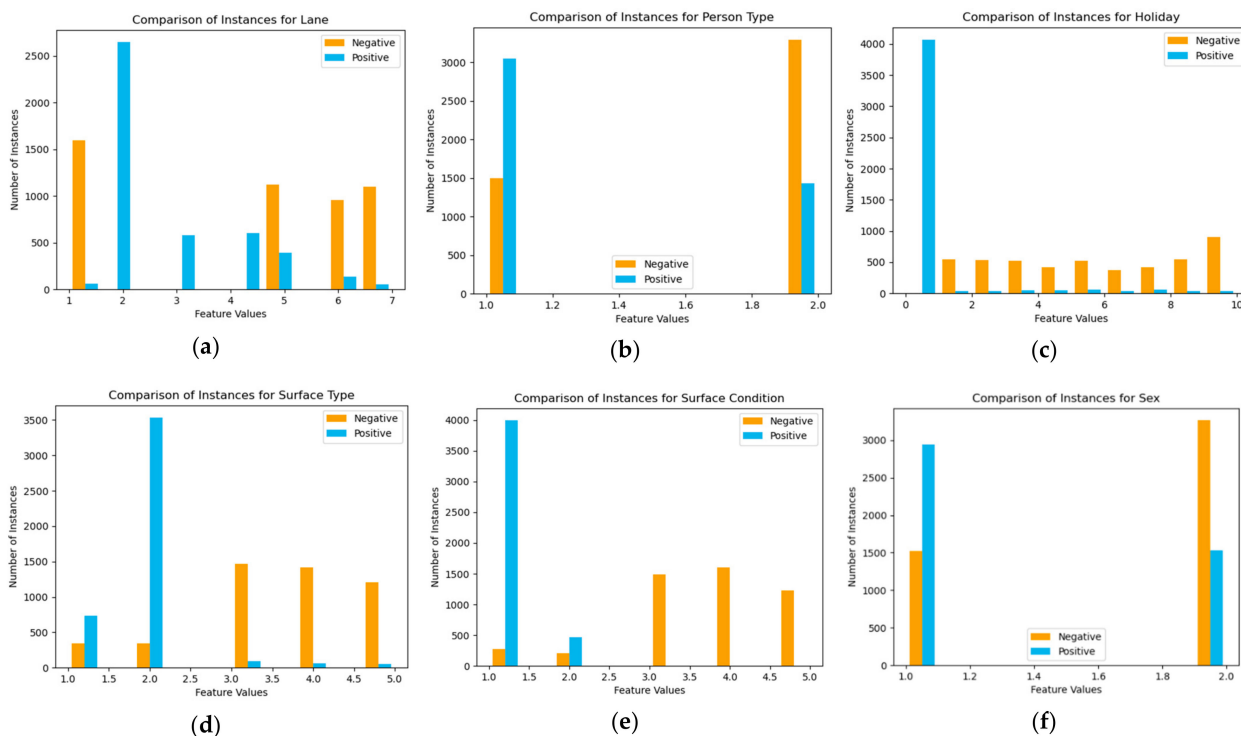 Comparison of Instances for Lane
Number of Instances
2500
2000
1500
1000
500
0
1 2 3 4 5 6 7
Feature Values
Negative
Positive
(a)
Comparison of Instances for Person Type
Number of Instances
3000
2500
2000
1500
1000
500
0
1.0 1.2 1.4 1.6 1.8 2.0
Feature Values
Negative
Positive
(b)
Comparison of Instances for Holiday
Number of Instances
4000
3500
3000
2500
2000
1500
1000
500
0
0 2 4 6 8 10
Feature Values
Negative
Positive
(c)
Comparison of Instances for Surface Type
Number of Instances
3500
3000
2500
2000
1500
1000
500
0
1.0 1.5 2.0 2.5 3.0 3.5 4.0 4.5 5.0
Feature Values
Negative
Positive
(d)
Comparison of Instances for Surface Condition
Number of Instances
4000
3500
3000
2500
2000
1500
1000
500
0
1.0 1.5 2.0 2.5 3.0 3.5 4.0 4.5 5.0
Feature Values
Negative
Positive
(e)
Comparison of Instances for Sex
Number of Instances
3000
2500
2000
1500
1000
500
0
1.0 1.2 1.4 1.6 1.8 2.0
Feature Values
Negative
Positive
(f)